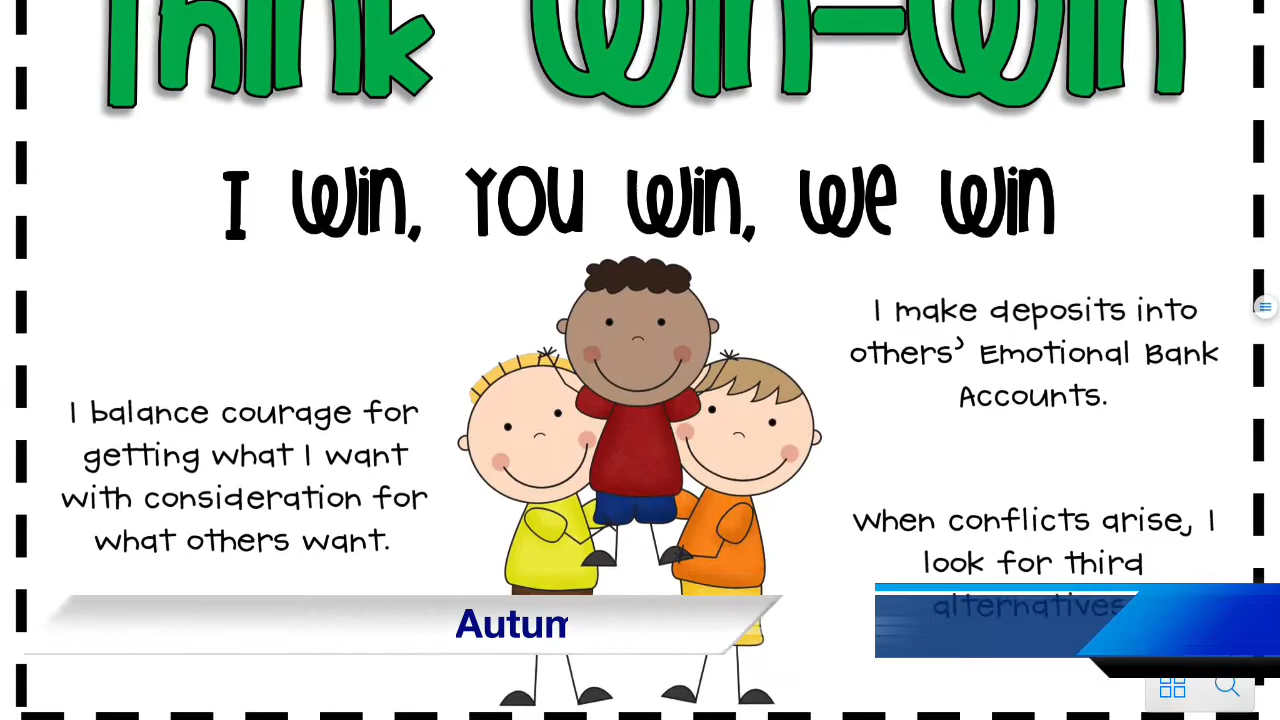 Think Win-Win
I Win, You Win, We Win
I make deposits into
others' Emotional Bank
Accounts.
I balance courage for
getting what I want
with consideration for
what others want.
When conflicts arise, I
look for third
alternatives